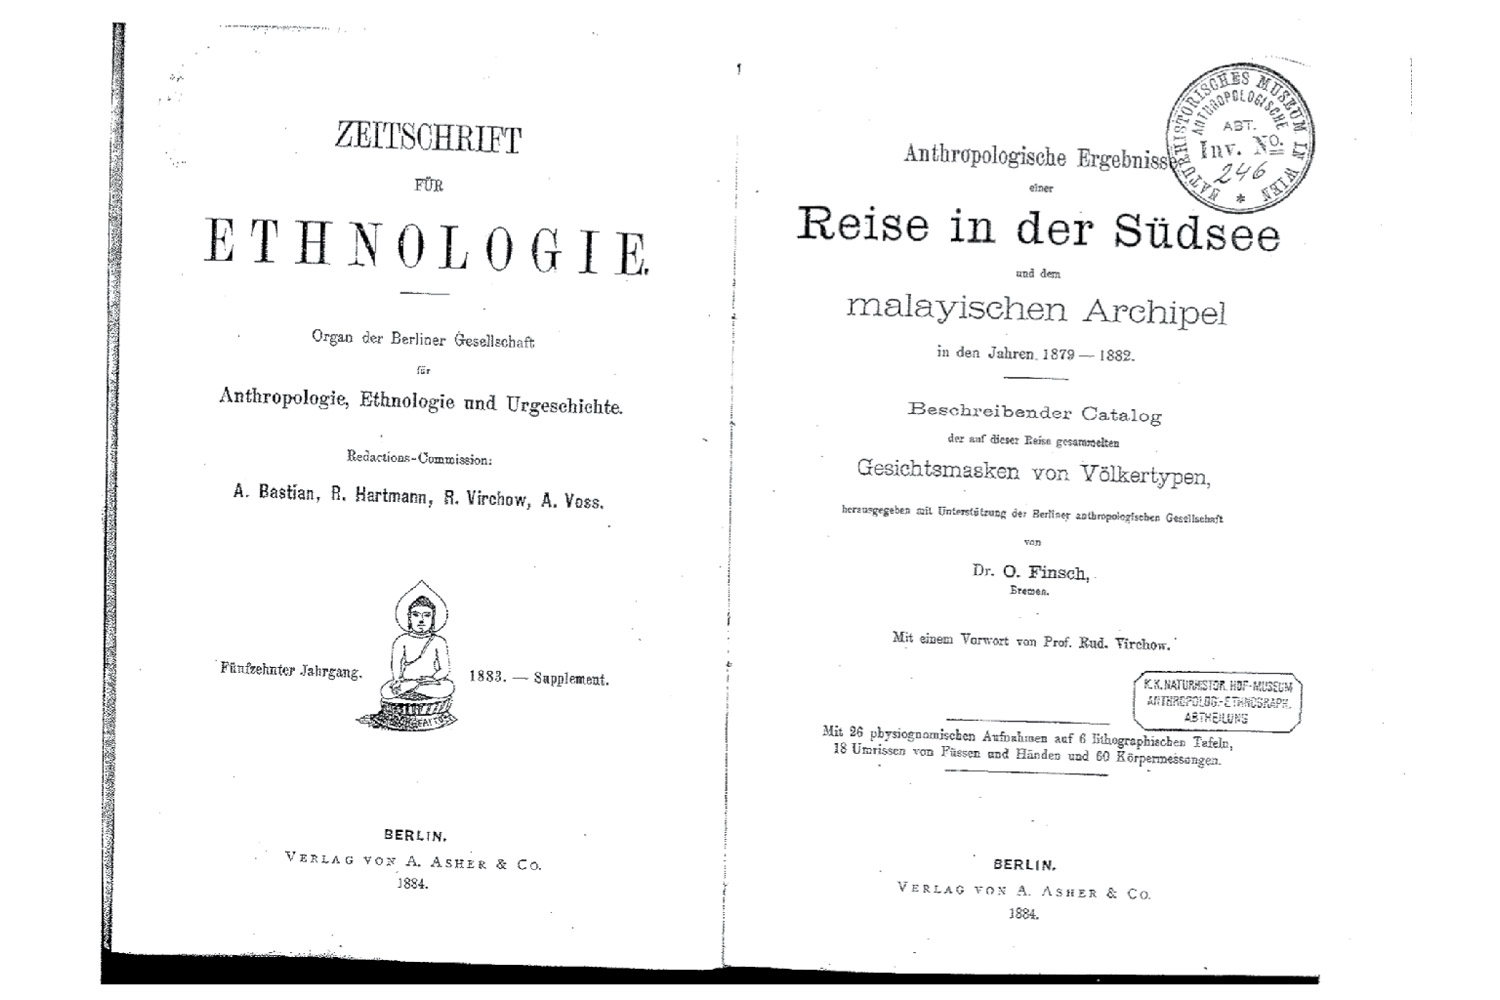 ZEITSCHRIFT
FÜR
ETHNOLOGIE.
Organ der Berliner Gesellschaft
für
Anthropologie, Ethnologie und Urgeschichte.
Redactions-Commission:
A. Bastian, R. Hartmann, R. Virchow, A. Voss.
Fünfzehnter Jahrgang. 1883. — Supplement.
BERLIN.
VERLAG VON A. ASHER & CO.
1884.
NATURHISTORISCHES MUSEUM IN WIEN
ANTHROPOLOGISCHE
ABT.
Inv. No.
246
Anthropologische Ergebnisse
einer
Reise in der Südsee
und dem
malayischen Archipel
in den Jahren 1879 — 1882.
Beschreibender Catalog
der auf dieser Reise gesammelten
Gesichtsmasken von Völkertypen,
herausgegeben mit Unterstützung der Berliner anthropologischen Gesellschaft
von
Dr. O. Finsch,
Bremen.
Mit einem Vorwort von Prof. Rud. Virchow.
K.K. NATURHISTOR. HOF-MUSEUM
ANTHROPOLOG.-ETHNOGRAPH.
ABTHEILUNG
Mit 26 physiognomischen Aufnahmen auf 6 lithographischen Tafeln,
18 Umrissen von Füssen und Händen und 60 Körpermessungen.
BERLIN.
VERLAG VON A. ASHER & CO.
1884.